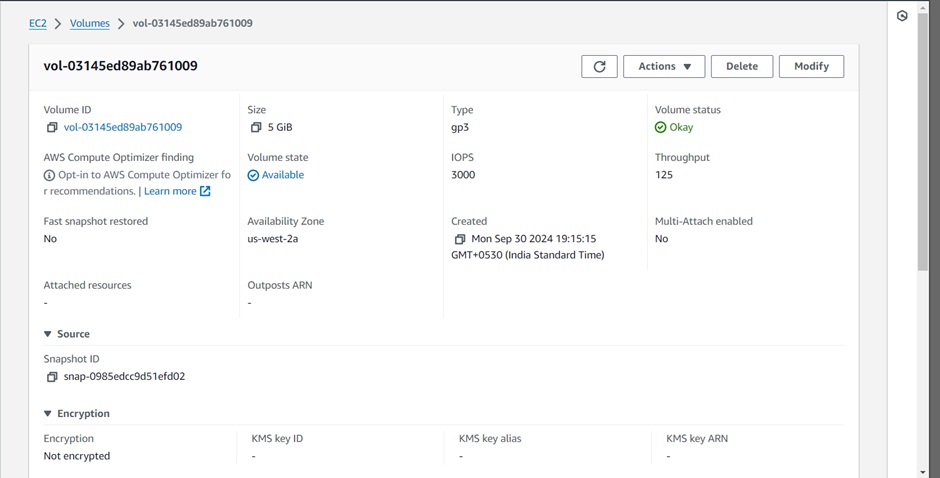 EC2 > Volumes > vol-03145ed89ab761009
vol-03145ed89ab761009
Actions ▼ Delete Modify
Volume ID Size Type Volume status
vol-03145ed89ab761009 5 GiB gp3 Okay
AWS Compute Optimizer finding Volume state IOPS Throughput
Opt-in to AWS Compute Optimizer fo Available 3000 125
r recommendations. | Learn more
Fast snapshot restored Availability Zone Created Multi-Attach enabled
No us-west-2a Mon Sep 30 2024 19:15:15 No
GMT+0530 (India Standard Time)
Attached resources Outposts ARN
- -
▼ Source
Snapshot ID
snap-0985edcc9d51efd02
▼ Encryption
Encryption KMS key ID KMS key alias KMS key ARN
Not encrypted - - -